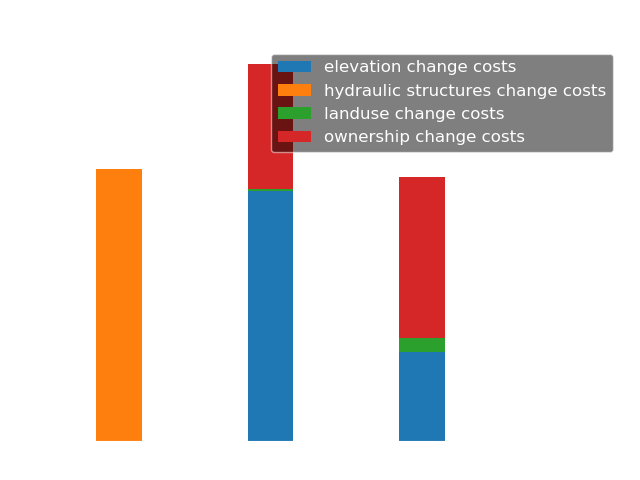 elevation change costs
hydraulic structures change costs
landuse change costs
ownership change costs